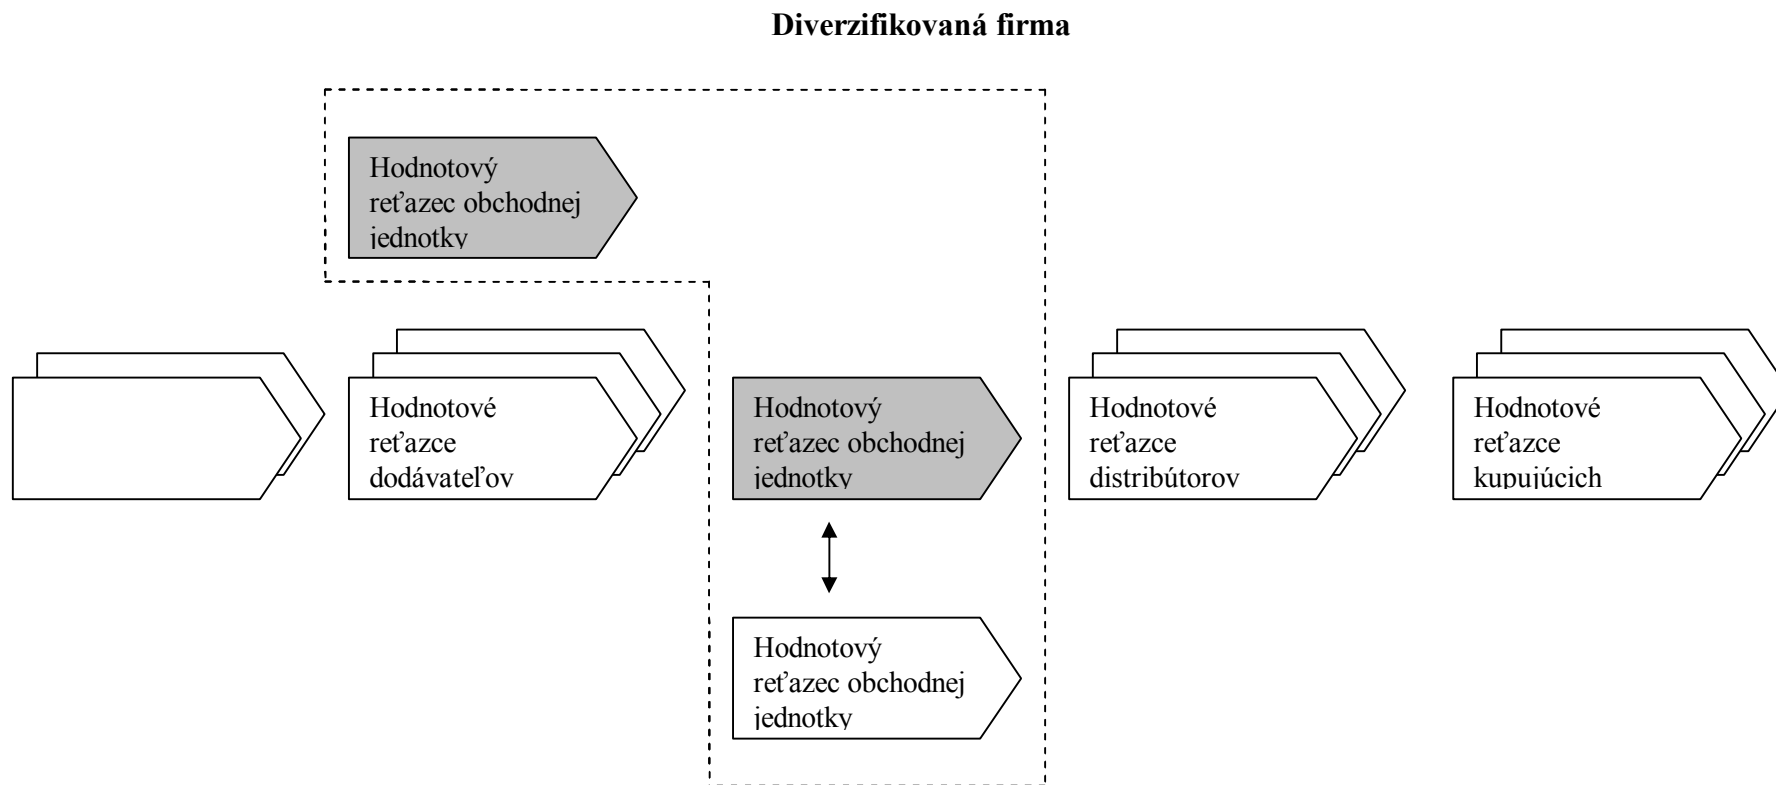 Diverzifikovaná firma
Hodnotový
reťazec obchodnej
jednotky
Hodnotové
reťazce
dodávateľov
Hodnotový
reťazec obchodnej
jednotky
Hodnotové
reťazce
distribútorov
Hodnotové
reťazce
kupujúcich
Hodnotový
reťazec obchodnej
jednotky